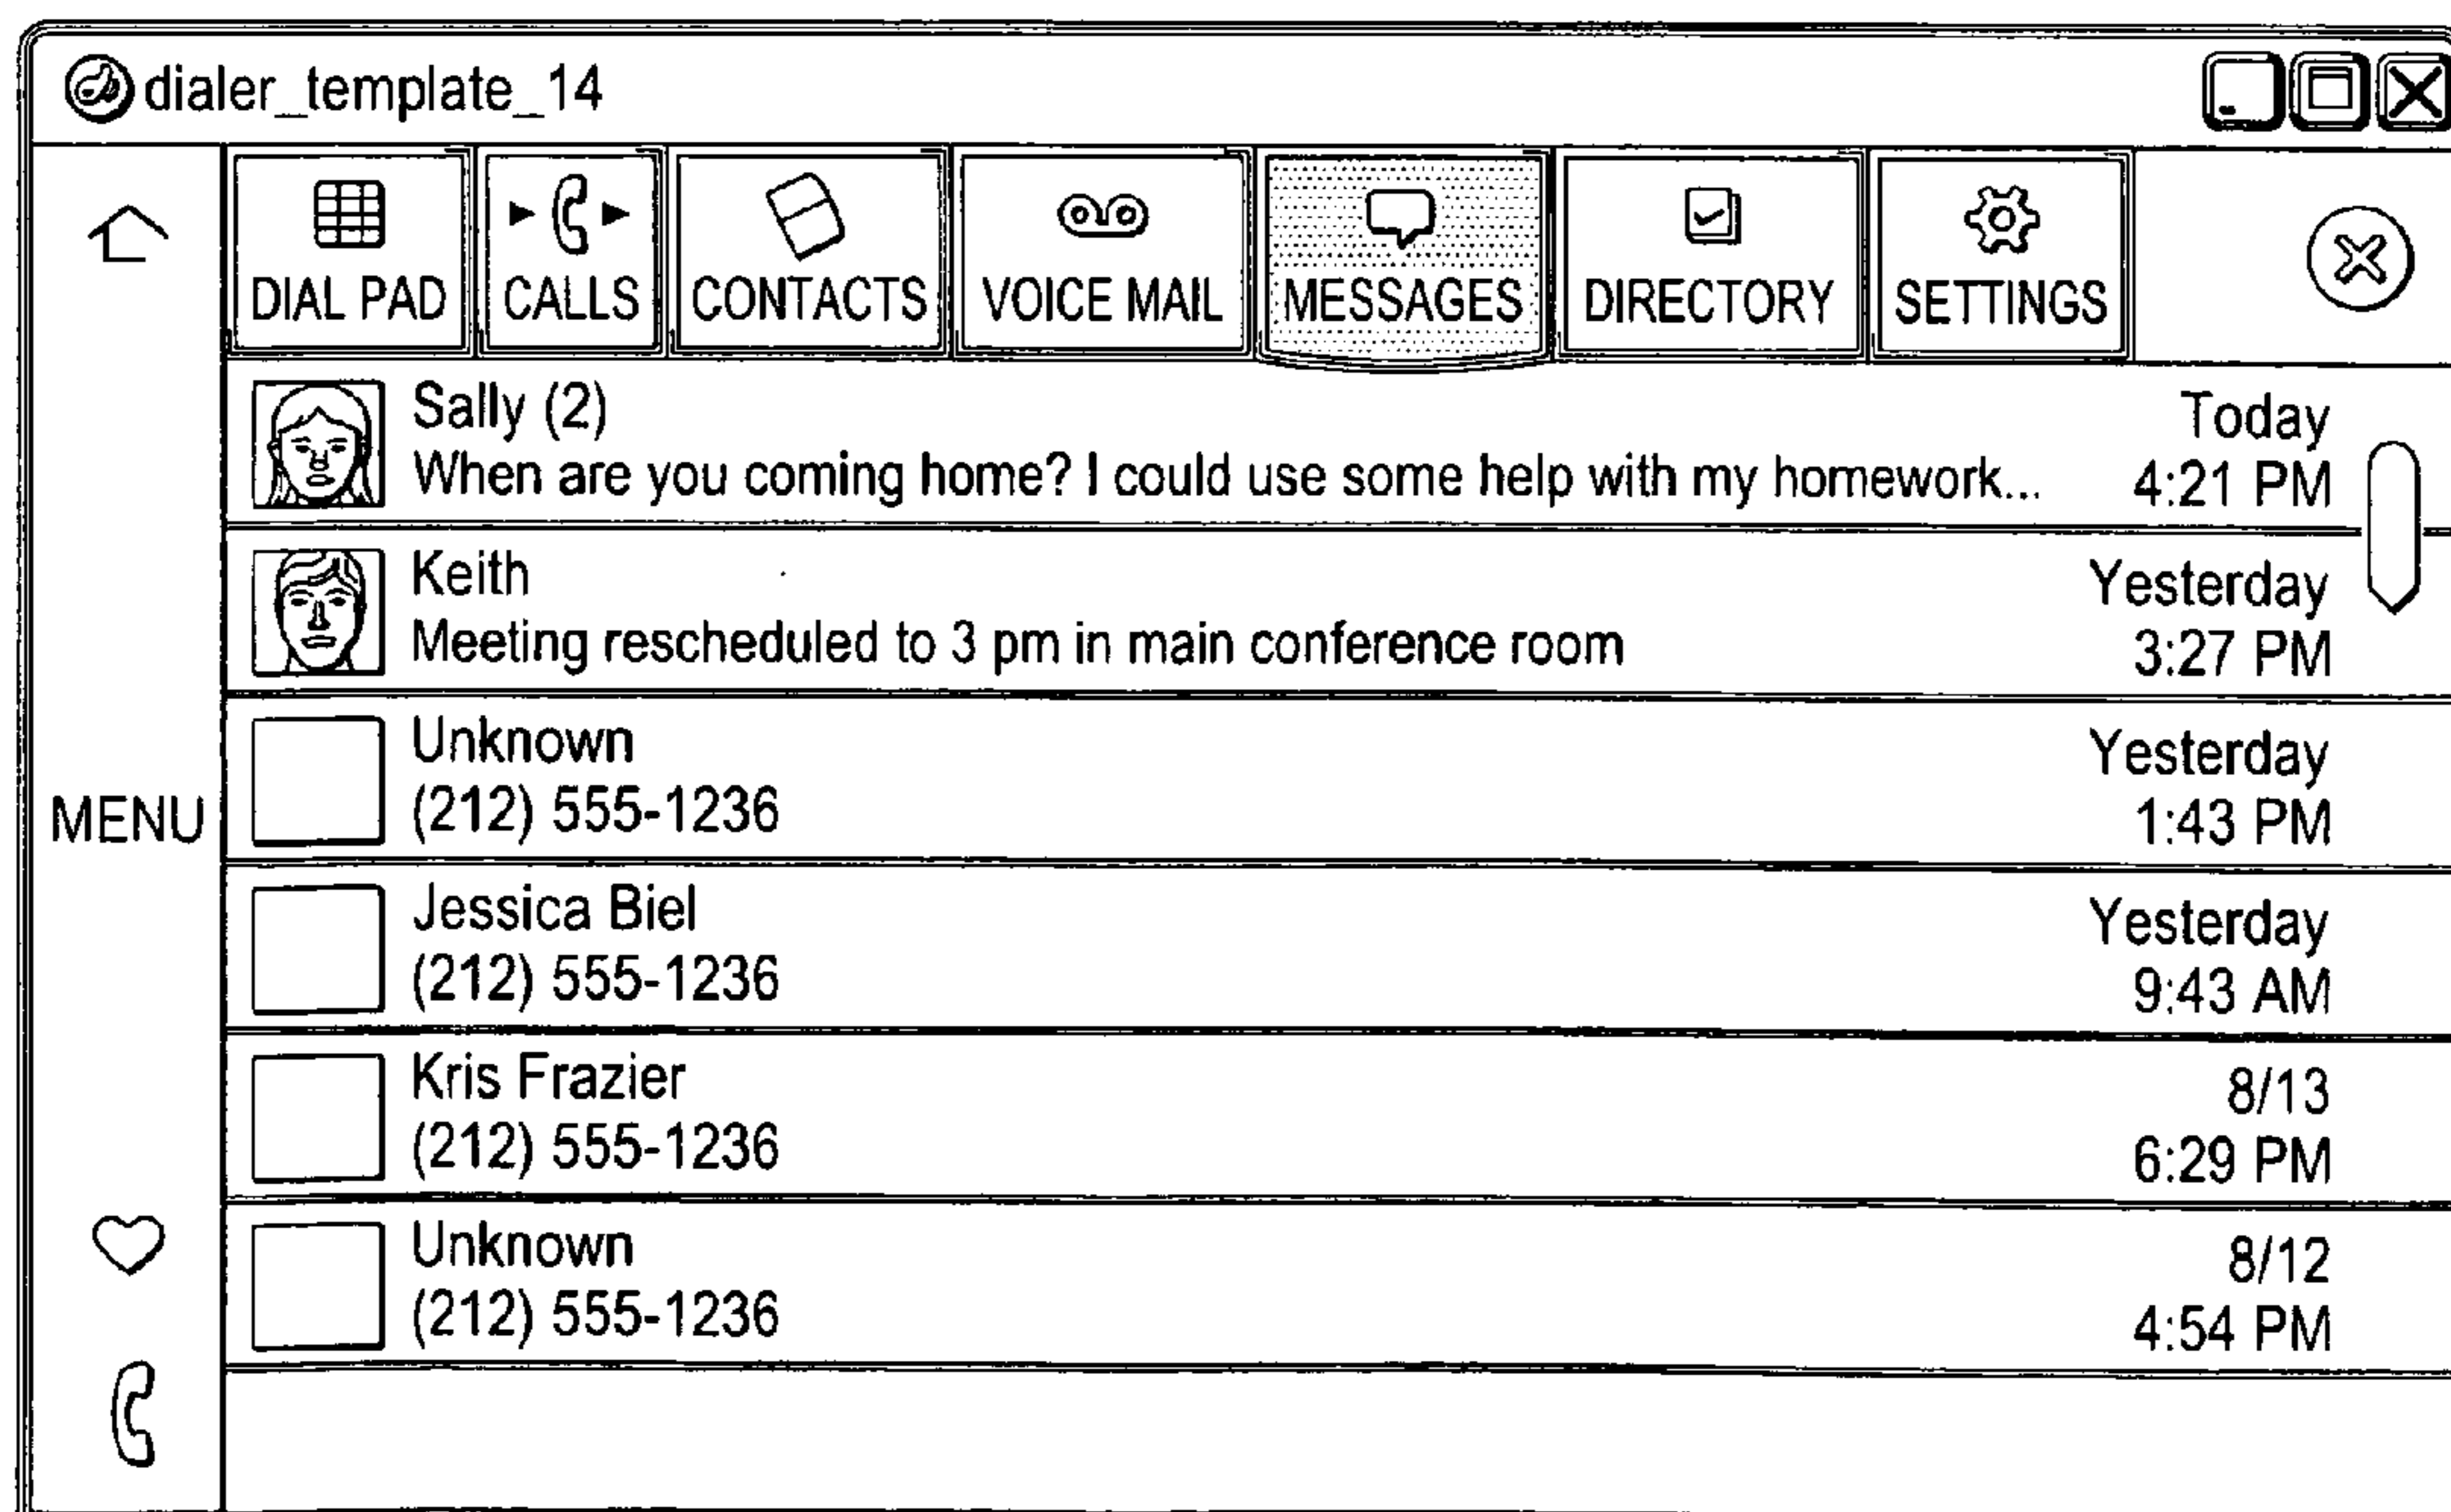 dialer_template_14
DIAL PAD CALLS CONTACTS VOICE MAIL MESSAGES DIRECTORY SETTINGS
Sally (2) Today
When are you coming home? I could use some help with my homework... 4:21 PM
Keith Yesterday
Meeting rescheduled to 3 pm in main conference room 3:27 PM
Unknown Yesterday
MENU (212) 555-1236 1:43 PM
Jessica Biel Yesterday
(212) 555-1236 9:43 AM
Kris Frazier 8/13
(212) 555-1236 6:29 PM
Unknown 8/12
(212) 555-1236 4:54 PM